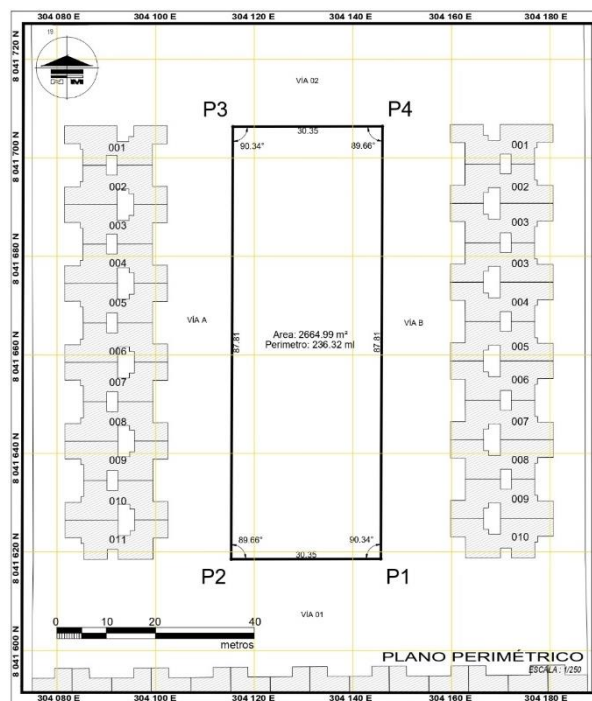 304 080 E 304 100 E 304 120 E 304 140 E 304 160 E 304 180 E
8 041 720 N
8 041 700 N
8 041 680 N
8 041 660 N
8 041 640 N
8 041 620 N
8 041 600 N
19
VÍA 02
P3
P4
30.35
90.34°
89.66°
001
002
003
004
005
006
007
008
009
010
011
VÍA A
87.81
Area: 2664.99 m²
Perimetro: 236.32 ml
87.81
VÍA B
001
002
003
003
004
005
006
007
008
009
010
89.66°
90.34°
30.35
P2
P1
VÍA 01
0 10 20 40
metros
PLANO PERIMÉTRICO
ESCALA : 1/250
304 080 E 304 100 E 304 120 E 304 140 E 304 160 E 304 180 E